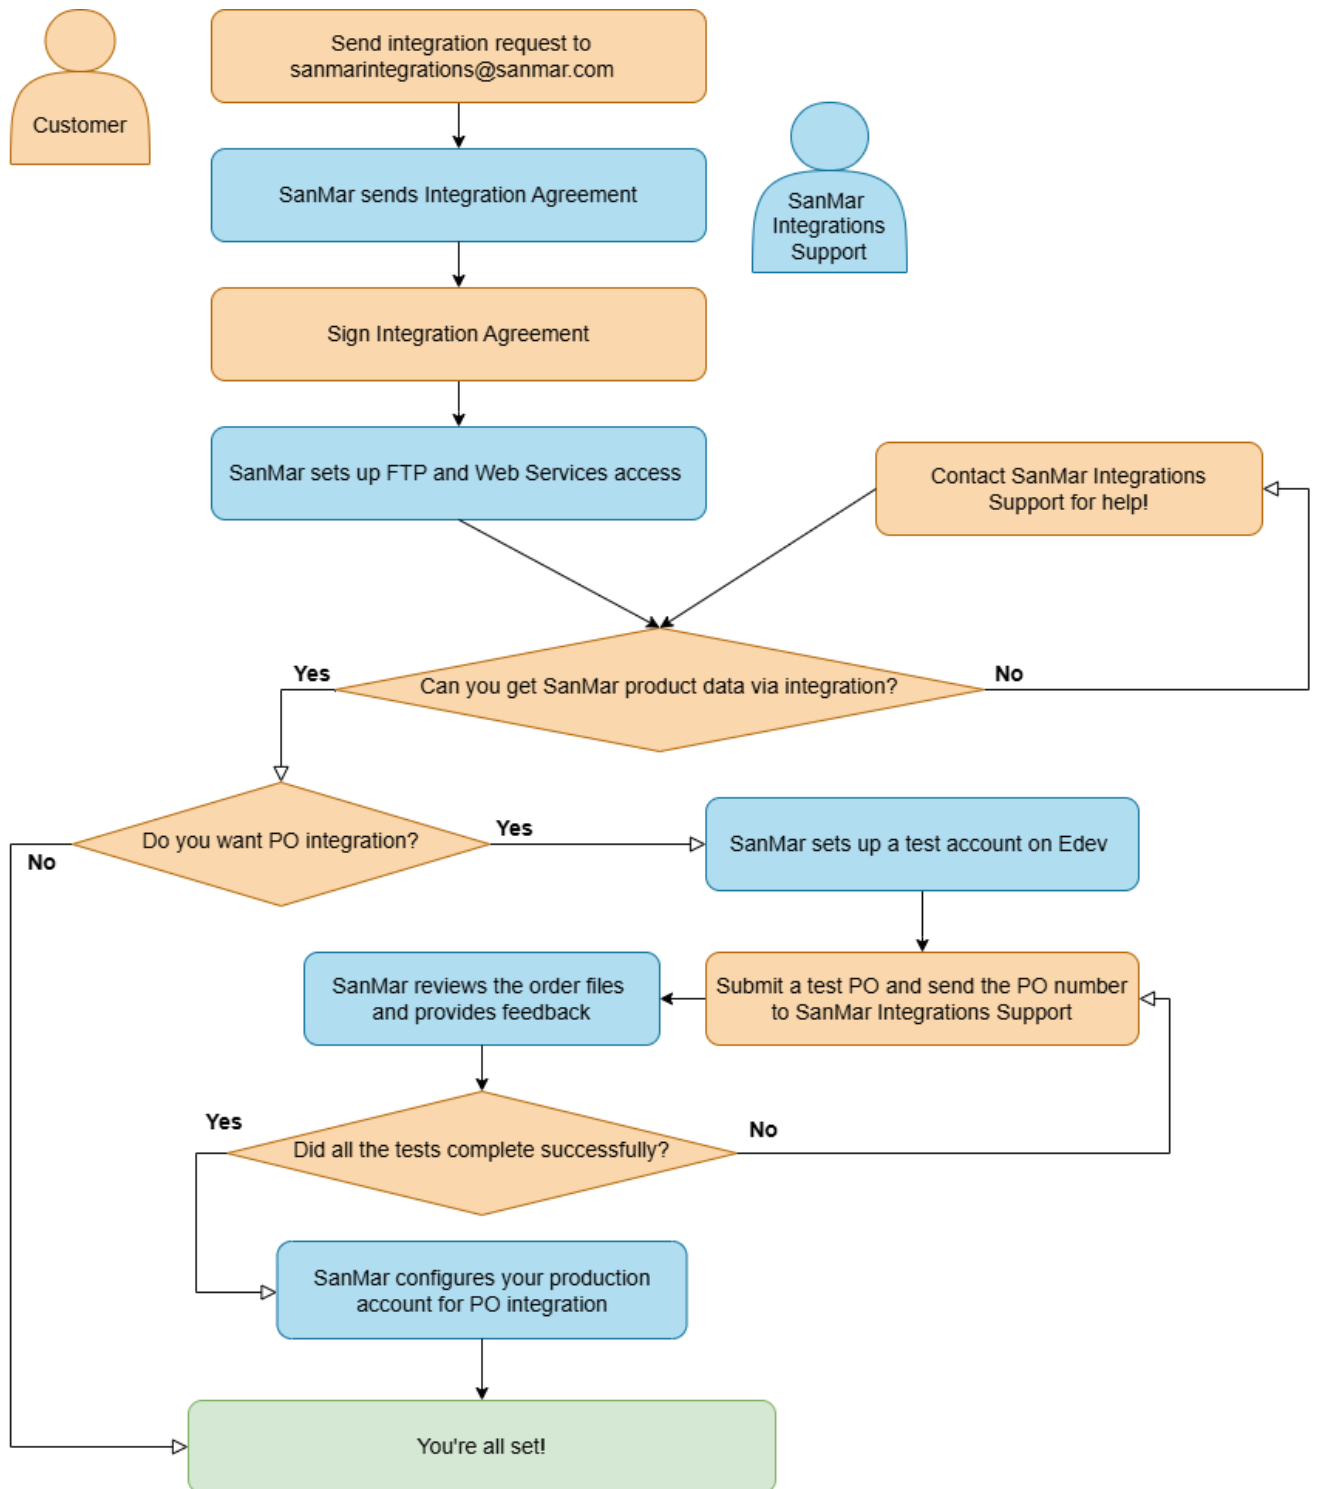 Send integration request to
sanmarintegrations@sanmar.com
Customer
SanMar sends Integration Agreement
SanMar
Integrations
Support
Sign Integration Agreement
SanMar sets up FTP and Web Services access
Contact SanMar Integrations
Support for help!
Yes
Can you get SanMar product data via integration?
No
Do you want PO integration?
Yes
No
SanMar sets up a test account on Edev
SanMar reviews the order files
and provides feedback
Submit a test PO and send the PO number
to SanMar Integrations Support
Yes
Did all the tests complete successfully?
No
SanMar configures your production
account for PO integration
You're all set!